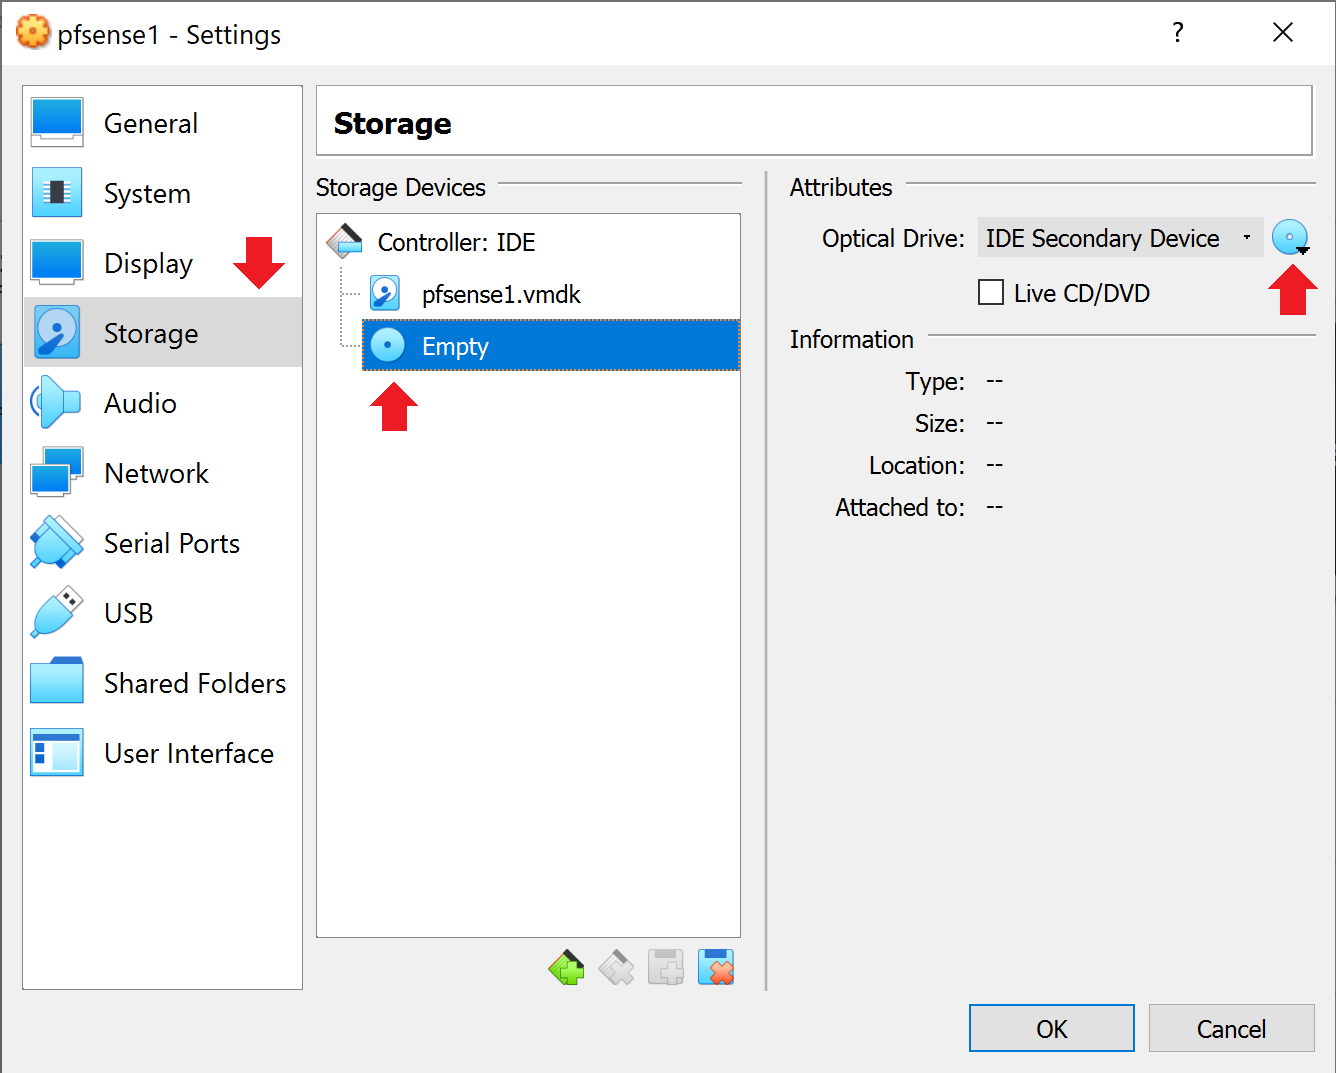 pfsense1 - Settings
?
General
System
Display
Storage
Audio
Network
Serial Ports
USB
Shared Folders
User Interface
Storage
Storage Devices
Controller: IDE
pfsense1.vmdk
Empty
Attributes
Optical Drive: IDE Secondary Device
Live CD/DVD
Information
Type: --
Size: --
Location: --
Attached to: --
OK
Cancel